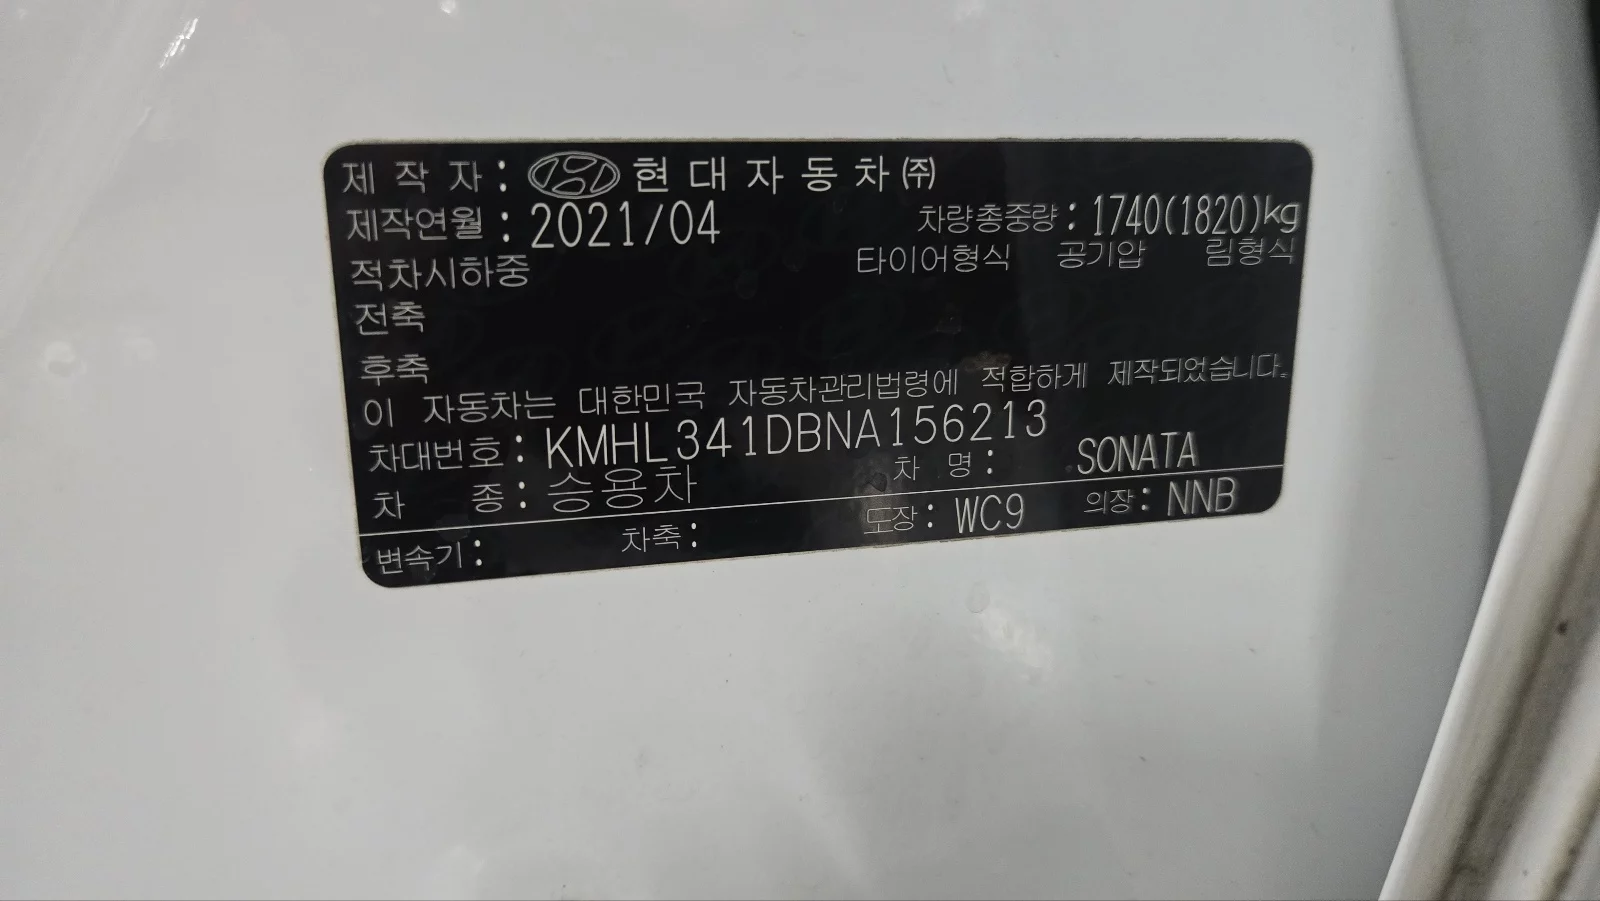 제 작 자 : 현 대 자 동 차 ㈜
제작연월 : 2021/04 차량총중량 : 1740(1820)kg
적차시하중 타이어형식 공기압 림형식
전축
후축
이 자동차는 대한민국 자동차관리법령에 적합하게 제작되었습니다.
차대번호 : KMHL341DBNA156213
차 종 : 승용차 차 명 : SONATA
변속기 : 차축 : 도장 : WC9 의장 : NNB